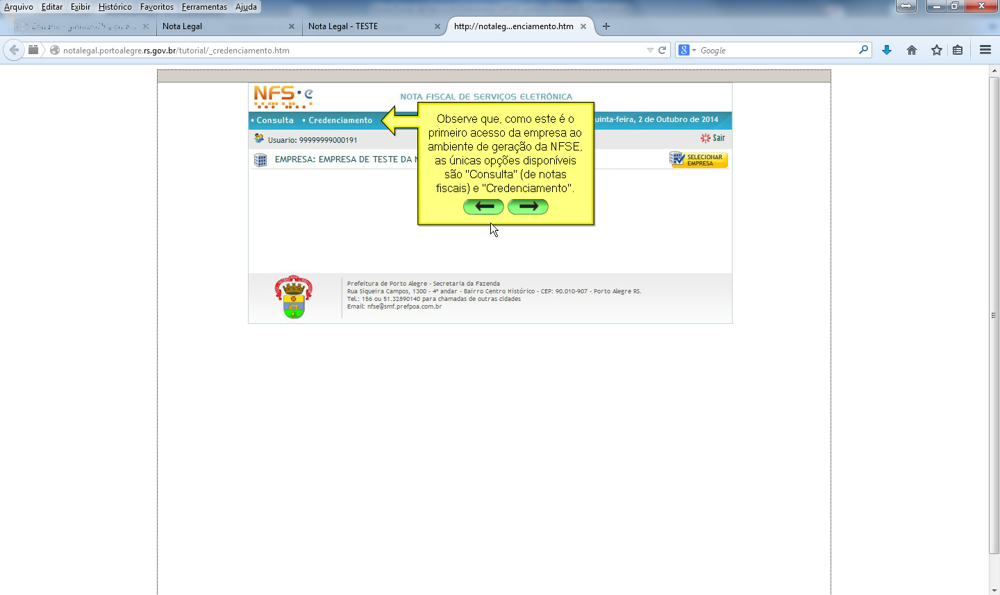 Arquivo Editar Exibir Histórico Favoritos Ferramentas Ajuda
Nota Legal
Nota Legal - TESTE
http://notaleg...enciamento.htm
notalegal.portoalegre.rs.gov.br/tutorial/_credenciamento.htm
Google
NFS-e
NOTA FISCAL DE SERVIÇOS ELETRÔNICA
• Consulta • Credenciamento
uinta-feira, 2 de Outubro de 2014
Usuario: 99999999000191
Sair
EMPRESA: EMPRESA DE TESTE DA N
SELECIONAR
EMPRESA
Observe que, como este é o
primeiro acesso da empresa ao
ambiente de geração da NFSE,
as únicas opções disponíveis
são "Consulta" (de notas
fiscais) e "Credenciamento".
Prefeitura de Porto Alegre - Secretaria da Fazenda
Rua Siqueira Campos, 1300 - 4º andar - Bairro Centro Histórico - CEP: 90.010-907 - Porto Alegre RS.
Tel.: 156 ou 51.32890140 para chamadas de outras cidades
Email: nfse@smf.prefpoa.com.br